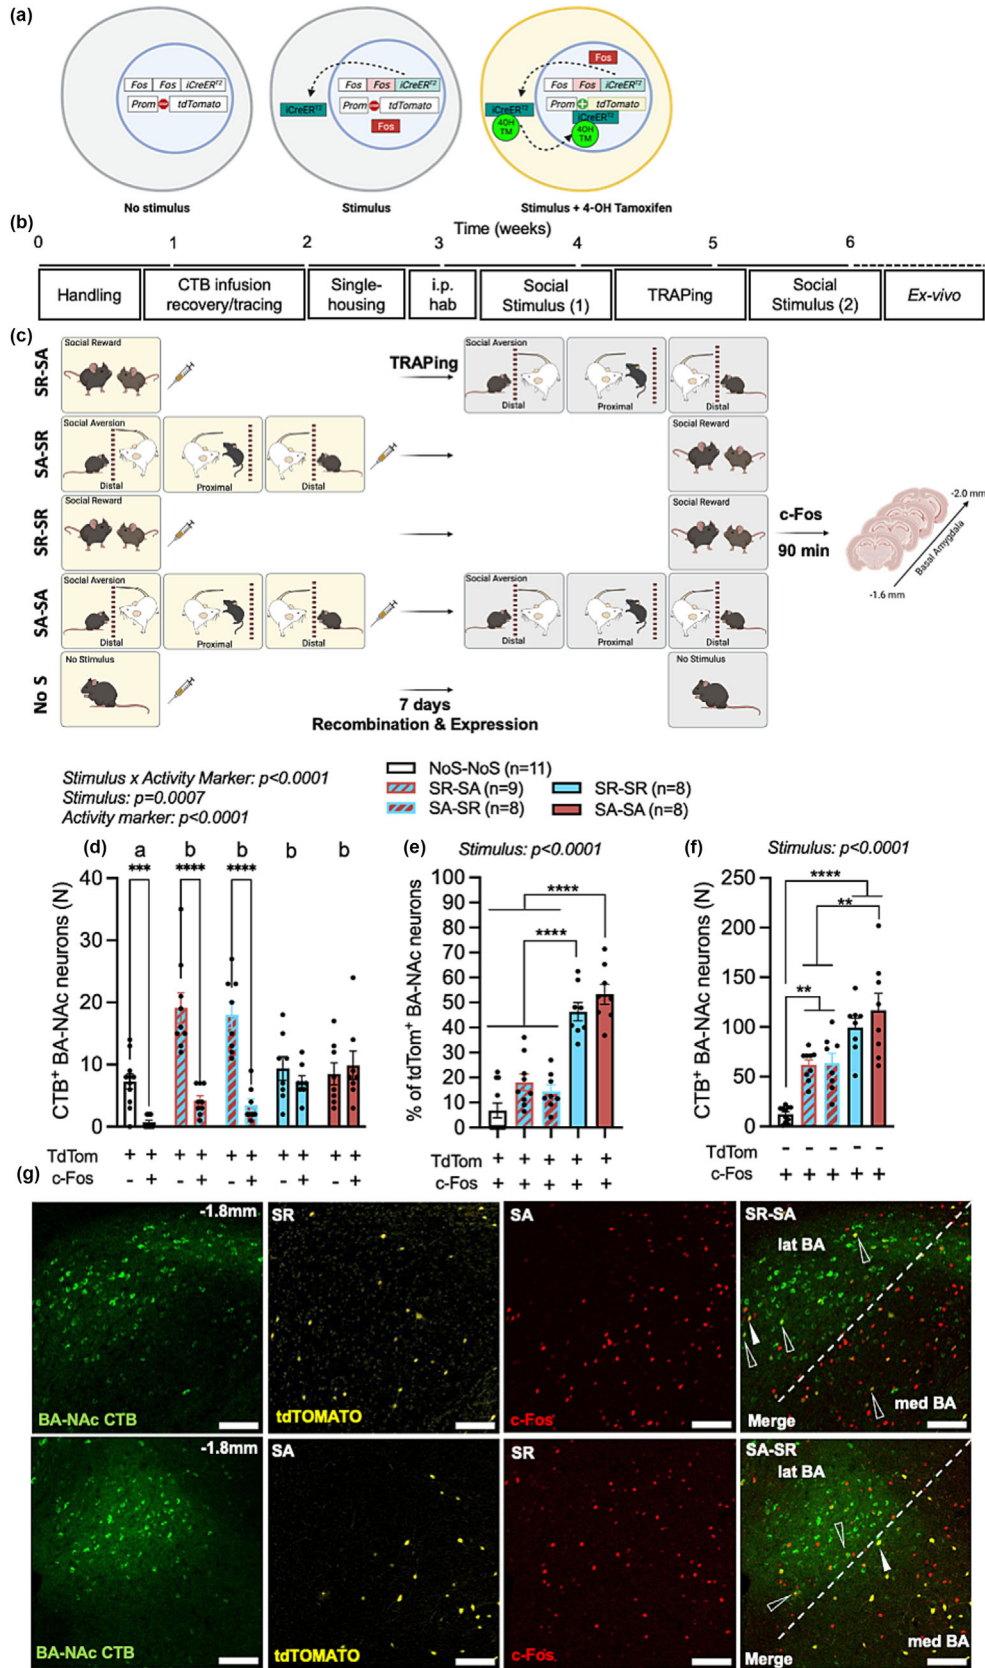 (a)
Fos Fos iCreERT2
Prom STOP tdTomato
No stimulus
Fos Fos iCreERT2
Prom STOP tdTomato
iCreERT2
Fos
Stimulus
Fos
Fos Fos iCreERT2
Prom tdTomato
iCreERT2
4OH TM
iCreERT2
4OH TM
Stimulus + 4-OH Tamoxifen
(b)
Time (weeks)
0 1 2 3 4 5 6
Handling
CTB infusion recovery/tracing
Single-housing
i.p. hab
Social Stimulus (1)
TRAPing
Social Stimulus (2)
Ex-vivo
(c)
SR-SA
Social Reward
TRAPing
Social Aversion
Distal Proximal Distal
SA-SR
Social Aversion
Distal Proximal Distal
Social Reward
SR-SR
Social Reward
Social Reward
c-Fos
90 min
-2.0 mm
Basal Amygdala
-1.6 mm
SA-SA
Social Aversion
Distal Proximal Distal
Social Aversion
Distal Proximal Distal
No S
No Stimulus
7 days
Recombination & Expression
No Stimulus
Stimulus x Activity Marker: p<0.0001
Stimulus: p=0.0007
Activity marker: p<0.0001
NoS-NoS (n=11)
SR-SA (n=9)
SA-SR (n=8)
SR-SR (n=8)
SA-SA (n=8)
(d)
a b b b b
*** **** ****
CTB+ BA-NAc neurons (N)
40
30
20
10
0
TdTom + + + + + + + + + +
c-Fos - + - + - + - + - +
(e)
Stimulus: p<0.0001
% of tdTom+ BA-NAc neurons
100
90
80
70
60
50
40
30
20
10
0
****
****
TdTom + + + + +
c-Fos + + + + +
(f)
Stimulus: p<0.0001
CTB+ BA-NAc neurons (N)
250
200
150
100
50
0
****
**
**
TdTom - - - - -
c-Fos + + + + +
(g)
-1.8mm
BA-NAc CTB
SR
tdTOMATO
SA
c-Fos
SR-SA
lat BA
med BA
Merge
-1.8mm
BA-NAc CTB
SA
tdTOMATO
SR
c-Fos
SA-SR
lat BA
med BA
Merge